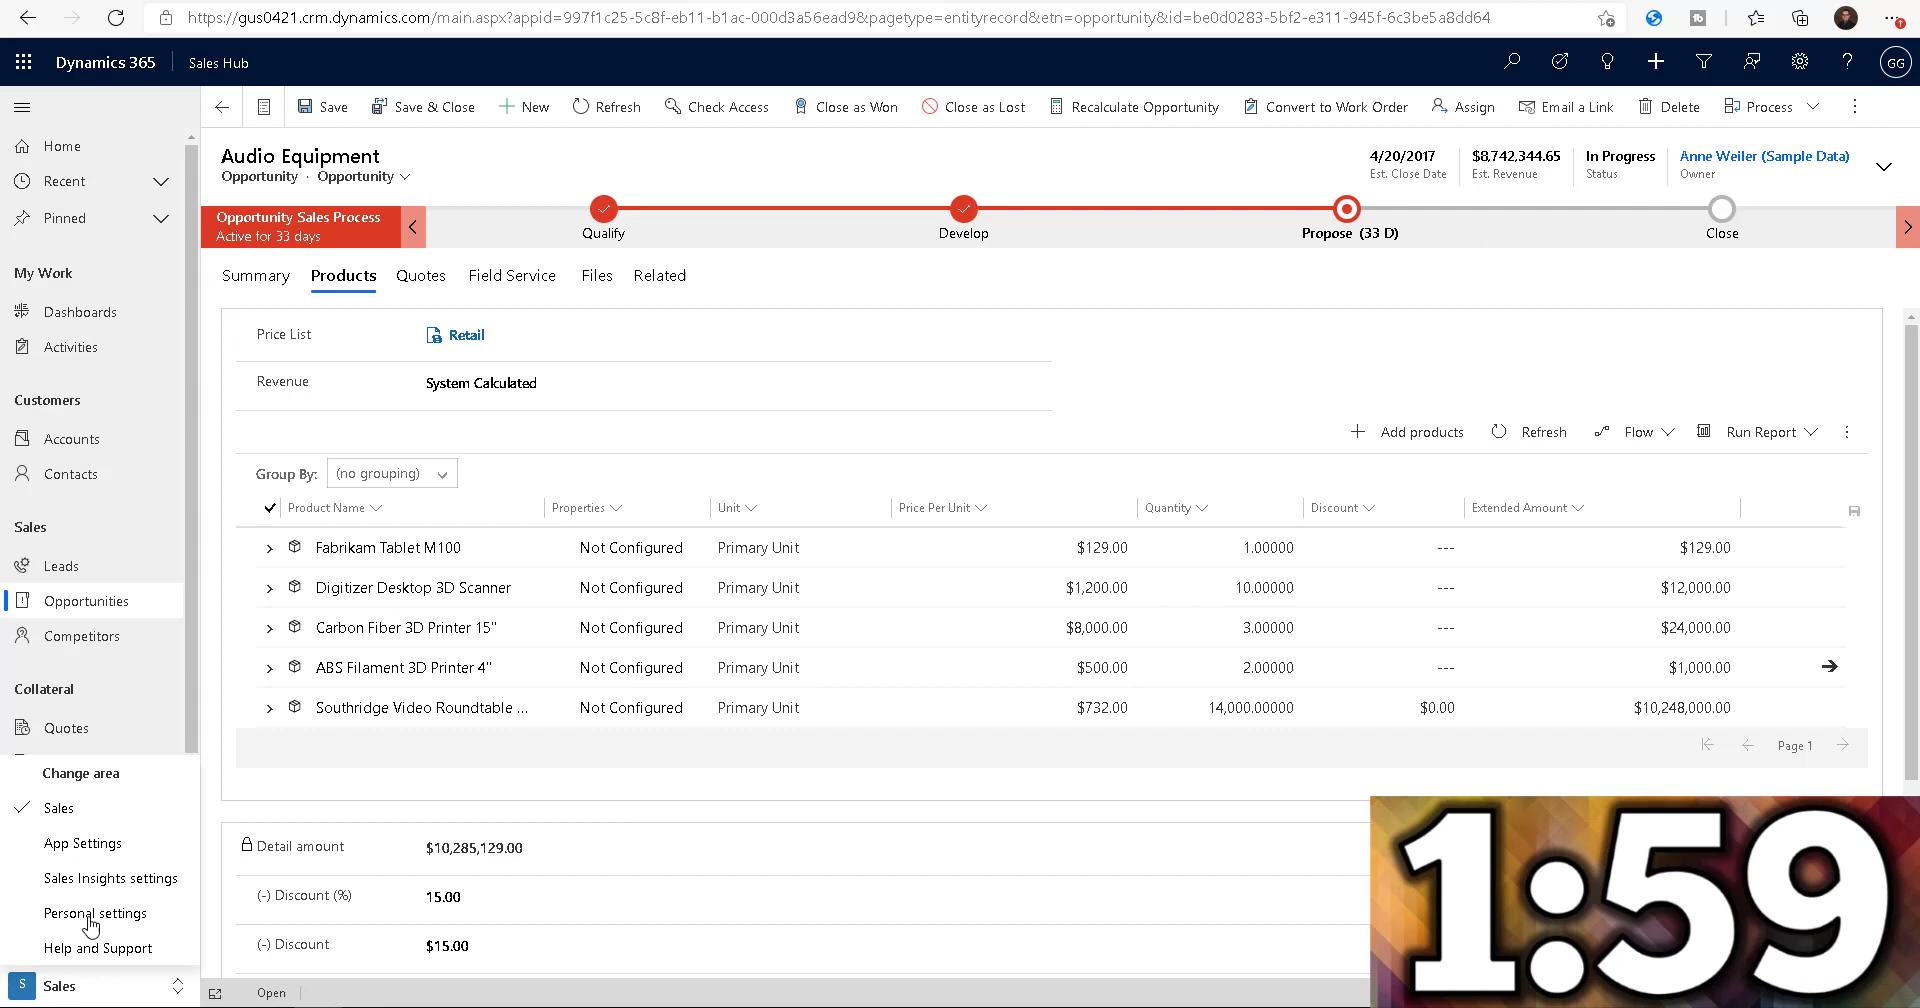 https://gus0421.crm.dynamics.com/main.aspx?appid=997f1c25-5c8f-eb11-b1ac-000d3a56ead9&pagetype=entityrecord&etn=opportunity&id=be0d0283-5bf2-e311-945f-6c3be5a8dd64
Dynamics 365 Sales Hub GG
Save Save & Close New Refresh Check Access Close as Won Close as Lost Recalculate Opportunity Convert to Work Order Assign Email a Link Delete Process
Home
Recent
Pinned
My Work
Dashboards
Activities
Customers
Accounts
Contacts
Sales
Leads
Opportunities
Competitors
Collateral
Quotes
Change area
Sales
App Settings
Sales Insights settings
Personal settings
Help and Support
S Sales
Audio Equipment
Opportunity · Opportunity
4/20/2017 $8,742,344.65 In Progress Anne Weiler (Sample Data)
Est. Close Date Est. Revenue Status Owner
Opportunity Sales Process
Active for 33 days
Qualify Develop Propose (33 D) Close
Summary Products Quotes Field Service Files Related
Price List Retail
Revenue System Calculated
Add products Refresh Flow Run Report
Group By: (no grouping)
Product Name Properties Unit Price Per Unit Quantity Discount Extended Amount
Fabrikam Tablet M100 Not Configured Primary Unit $129.00 1.00000 --- $129.00
Digitizer Desktop 3D Scanner Not Configured Primary Unit $1,200.00 10.00000 --- $12,000.00
Carbon Fiber 3D Printer 15" Not Configured Primary Unit $8,000.00 3.00000 --- $24,000.00
ABS Filament 3D Printer 4" Not Configured Primary Unit $500.00 2.00000 --- $1,000.00
Southridge Video Roundtable ... Not Configured Primary Unit $732.00 14,000.00000 $0.00 $10,248,000.00
Page 1
Detail amount $10,285,129.00
(-) Discount (%) 15.00
(-) Discount $15.00
Open
1:59